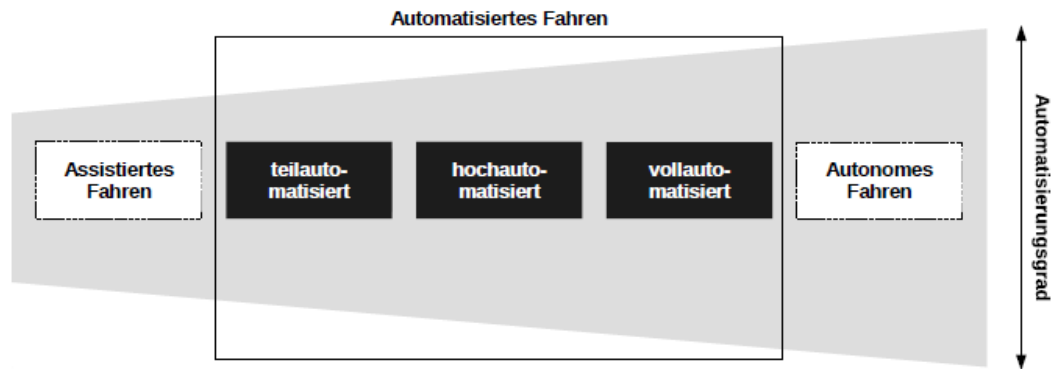 Automatisiertes Fahren
Assistiertes
Fahren
teilauto-
matisiert
hochauto-
matisiert
vollauto-
matisiert
Autonomes
Fahren
Automatisierungsgrad